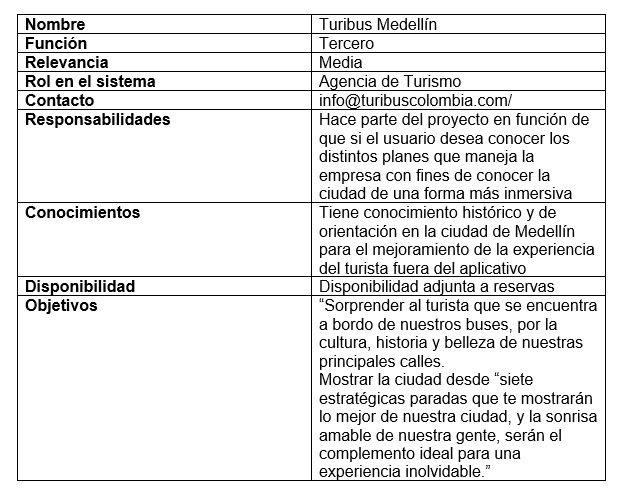 Nombre Turibus Medellín
Función Tercero
Relevancia Media
Rol en el sistema Agencia de Turismo
Contacto info@turibuscolombia.com/
Responsabilidades Hace parte del proyecto en función de
que si el usuario desea conocer los
distintos planes que maneja la
empresa con fines de conocer la
ciudad de una forma más inmersiva
Conocimientos Tiene conocimiento histórico y de
orientación en la ciudad de Medellín
para el mejoramiento de la experiencia
del turista fuera del aplicativo
Disponibilidad Disponibilidad adjunta a reservas
Objetivos “Sorprender al turista que se encuentra
a bordo de nuestros buses, por la
cultura, historia y belleza de nuestras
principales calles.
Mostrar la ciudad desde “siete
estratégicas paradas que te mostrarán
lo mejor de nuestra ciudad, y la sonrisa
amable de nuestra gente, serán el
complemento ideal para una
experiencia inolvidable.”